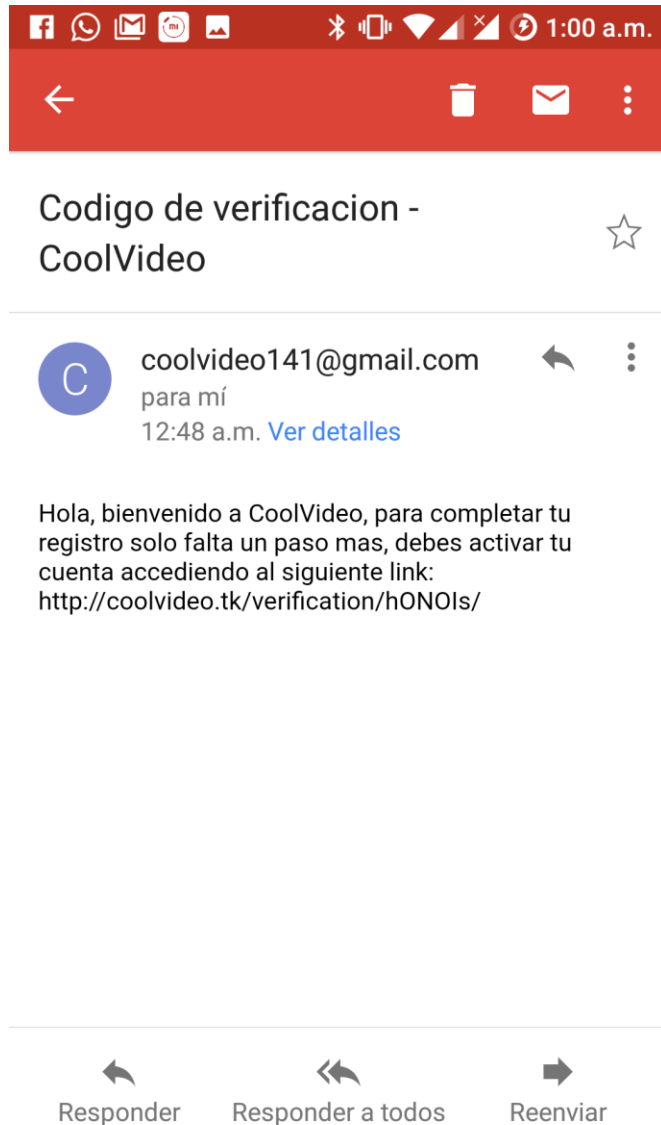 1:00 a.m.
Codigo de verificacion -
CoolVideo
C
coolvideo141@gmail.com
para mí
12:48 a.m. Ver detalles
Hola, bienvenido a CoolVideo, para completar tu
registro solo falta un paso mas, debes activar tu
cuenta accediendo al siguiente link:
http://coolvideo.tk/verification/hONOIs/
Responder Responder a todos Reenviar